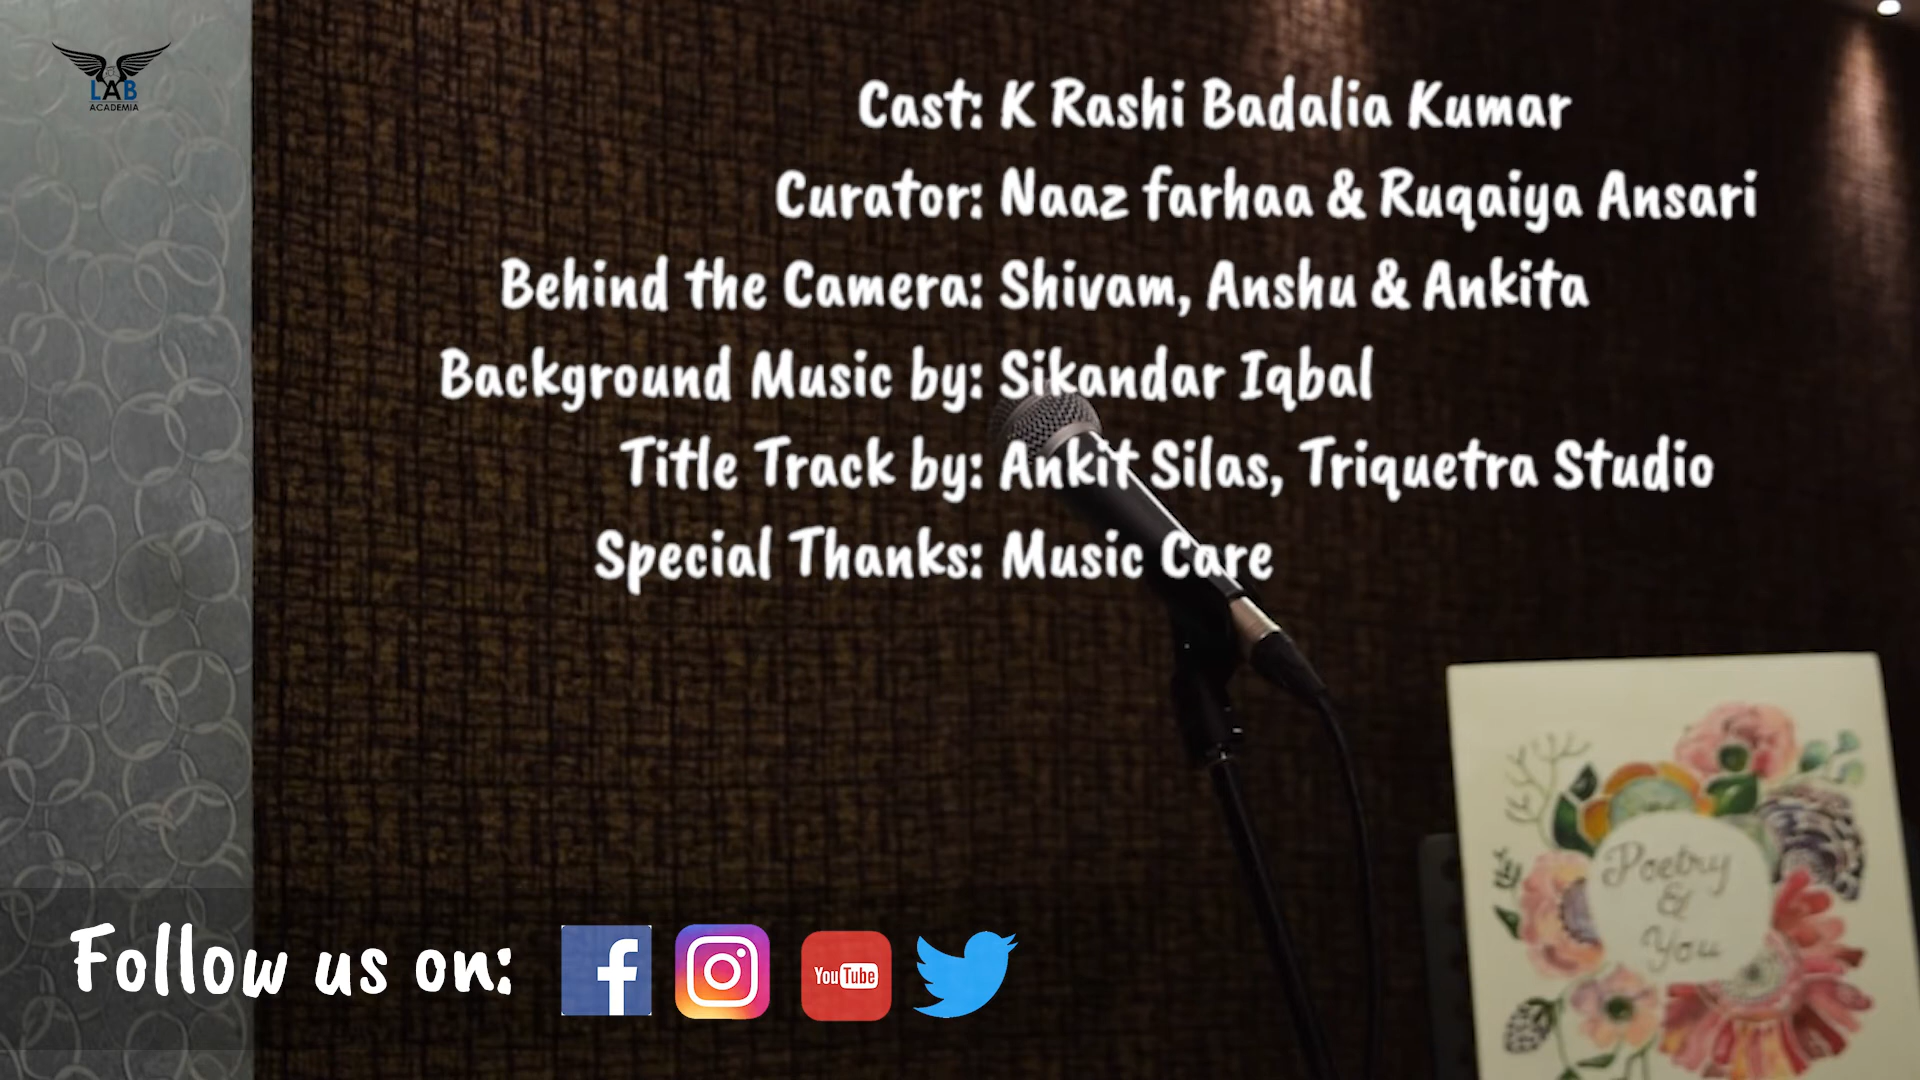 LAB
ACADEMIA
Cast: K Rashi Badalia Kumar
Curator: Naaz farhaa & Ruqaiya Ansari
Behind the Camera: Shivam, Anshu & Ankita
Background Music by: Sikandar Iqbal
Title Track by: Ankit Silas, Triquetra Studio
Special Thanks: Music Care
Poetry
&
You
Follow us on:
YouTube